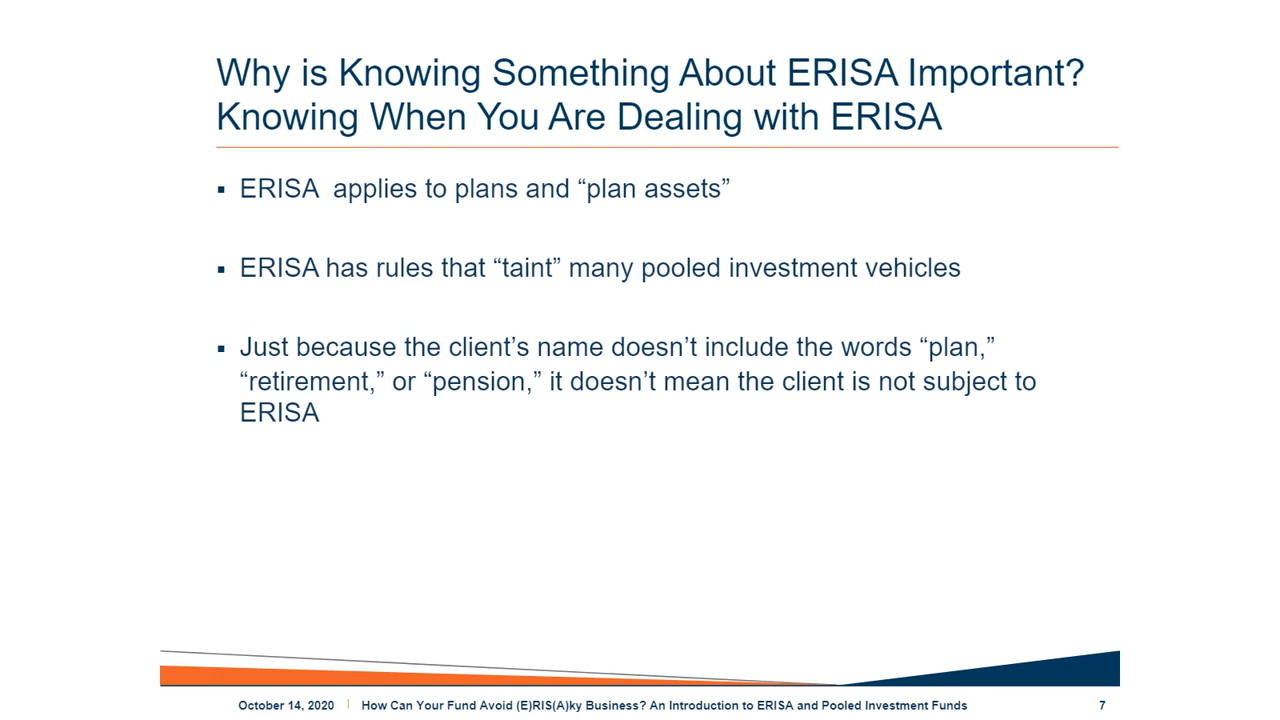 Why is Knowing Something About ERISA Important?
Knowing When You Are Dealing with ERISA
▪ ERISA  applies to plans and “plan assets”
▪ ERISA has rules that “taint” many pooled investment vehicles
▪ Just because the client’s name doesn’t include the words “plan,”
“retirement,” or “pension,” it doesn’t mean the client is not subject to
ERISA
October 14, 2020 | How Can Your Fund Avoid (E)RIS(A)ky Business? An Introduction to ERISA and Pooled Investment Funds 7